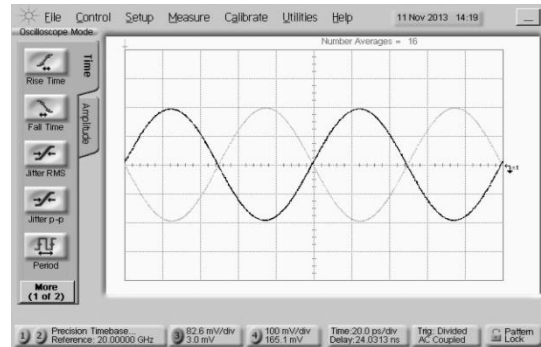 File Control Setup Measure Calibrate Utilities Help 11 Nov 2013 14:19
Oscilloscope Mode
Number Averages = 16
Time
Rise Time
Amplitude
Fall Time
Jitter RMS
Jitter p-p
Period
More
(1 of 2)
1 2 Precision Timebase... 3 82.6 mV/div 4 100 mV/div Time:20.0 ps/div Trig: Divided Pattern
Reference: 20.00000 GHz 3.0 mV 165.1 mV Delay:24.0313 ns AC Coupled Lock